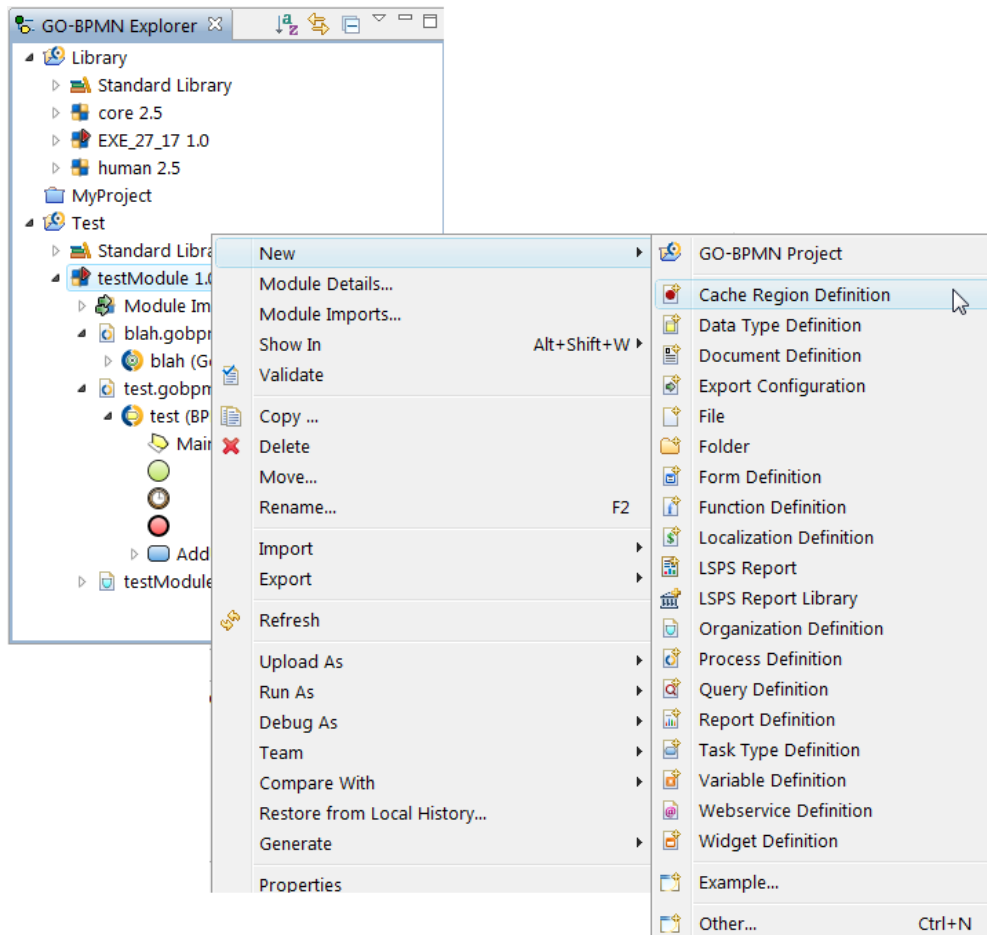 GO-BPMN Explorer
Library
Standard Library
core 2.5
EXE_27_17 1.0
human 2.5
MyProject
Test
Standard Libra
testModule 1.0
Module Im
blah.gobpr
blah (Go
test.gobpm
test (BP
Main
Add
testModule
New
Module Details...
Module Imports...
Show In Alt+Shift+W
Validate
Copy ...
Delete
Move...
Rename... F2
Import
Export
Refresh
Upload As
Run As
Debug As
Team
Compare With
Restore from Local History...
Generate
Properties
GO-BPMN Project
Cache Region Definition
Data Type Definition
Document Definition
Export Configuration
File
Folder
Form Definition
Function Definition
Localization Definition
LSPS Report
LSPS Report Library
Organization Definition
Process Definition
Query Definition
Report Definition
Task Type Definition
Variable Definition
Webservice Definition
Widget Definition
Example...
Other... Ctrl+N